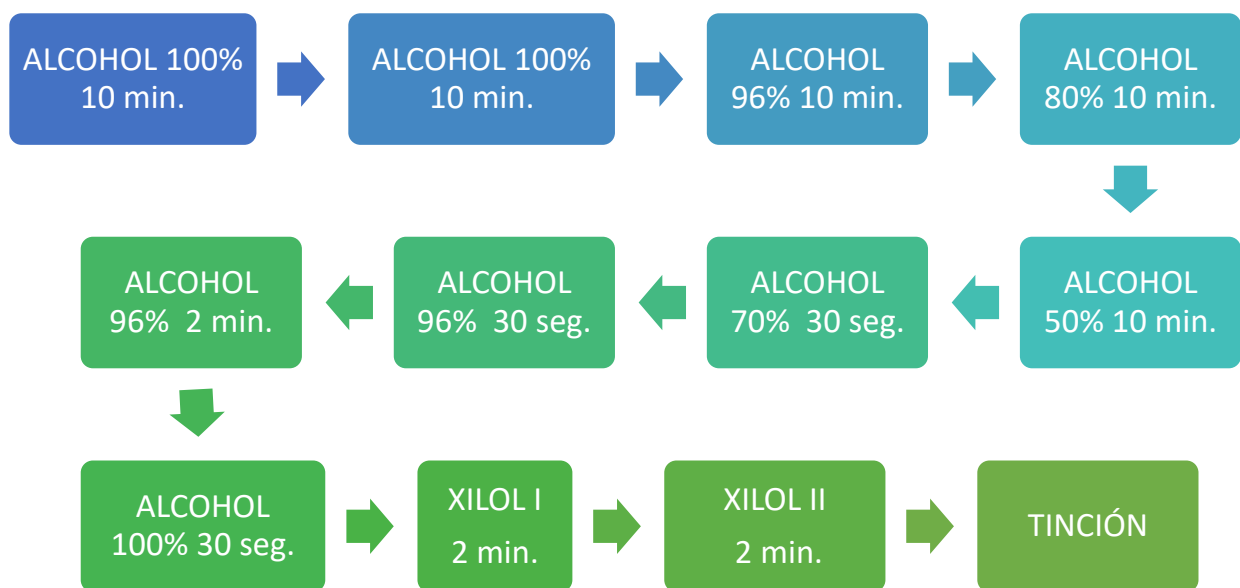 ALCOHOL 100%
10 min.
ALCOHOL 100%
10 min.
ALCOHOL
96% 10 min.
ALCOHOL
80% 10 min.
ALCOHOL
50% 10 min.
ALCOHOL
70% 30 seg.
ALCOHOL
96% 30 seg.
ALCOHOL
96% 2 min.
ALCOHOL
100% 30 seg.
XILOL I
2 min.
XILOL II
2 min.
TINCIÓN